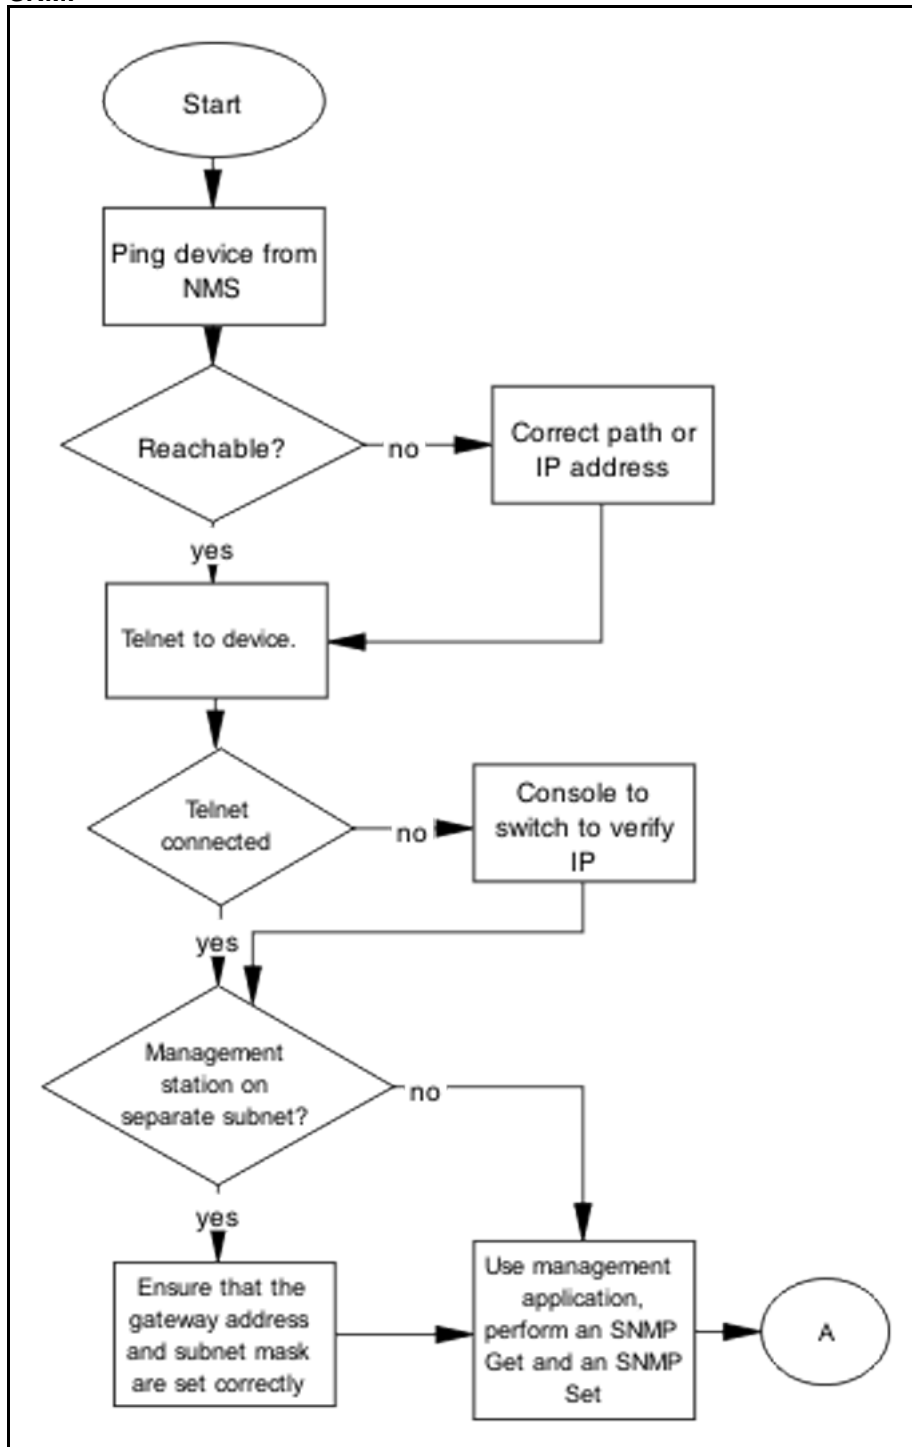 Start
Ping device from
NMS
Reachable?
no
Correct path or
IP address
yes
Telnet to device.
Telnet
connected
no
Console to
switch to verify
IP
yes
Management
station on
separate subnet?
no
yes
Ensure that the
gateway address
and subnet mask
are set correctly
Use management
application,
perform an SNMP
Get and an SNMP
Set
A